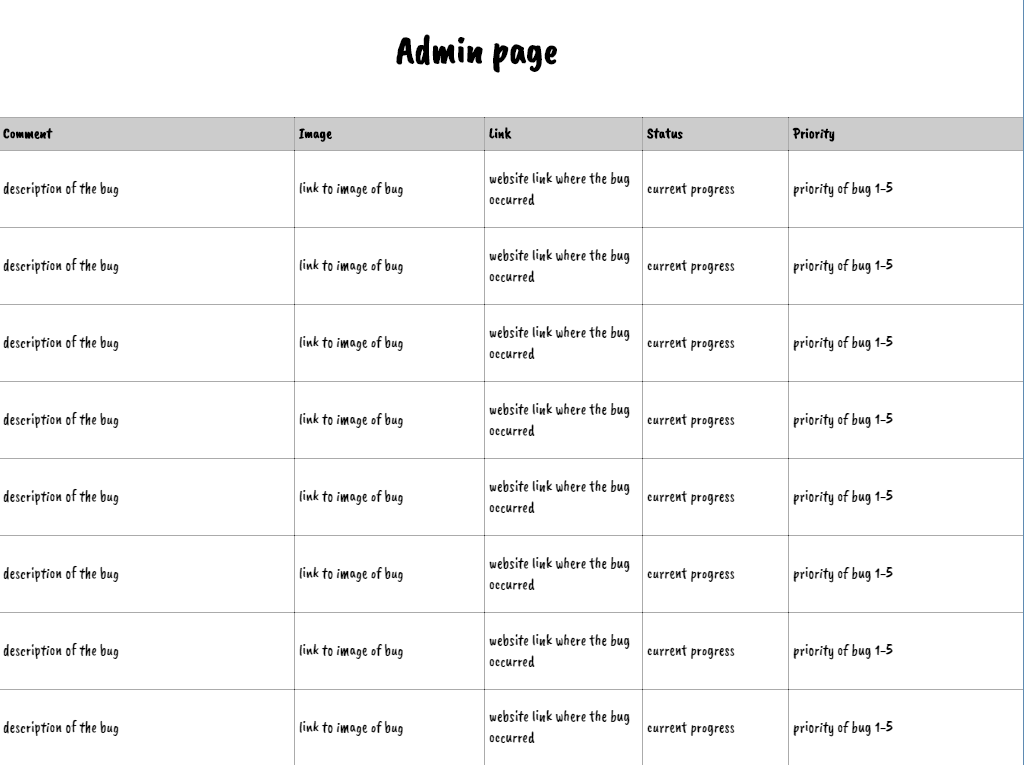 Admin page
Comment Image Link Status Priority
description of the bug link to image of bug website link where the bug occurred current progress priority of bug 1-5
description of the bug link to image of bug website link where the bug occurred current progress priority of bug 1-5
description of the bug link to image of bug website link where the bug occurred current progress priority of bug 1-5
description of the bug link to image of bug website link where the bug occurred current progress priority of bug 1-5
description of the bug link to image of bug website link where the bug occurred current progress priority of bug 1-5
description of the bug link to image of bug website link where the bug occurred current progress priority of bug 1-5
description of the bug link to image of bug website link where the bug occurred current progress priority of bug 1-5
description of the bug link to image of bug website link where the bug occurred current progress priority of bug 1-5